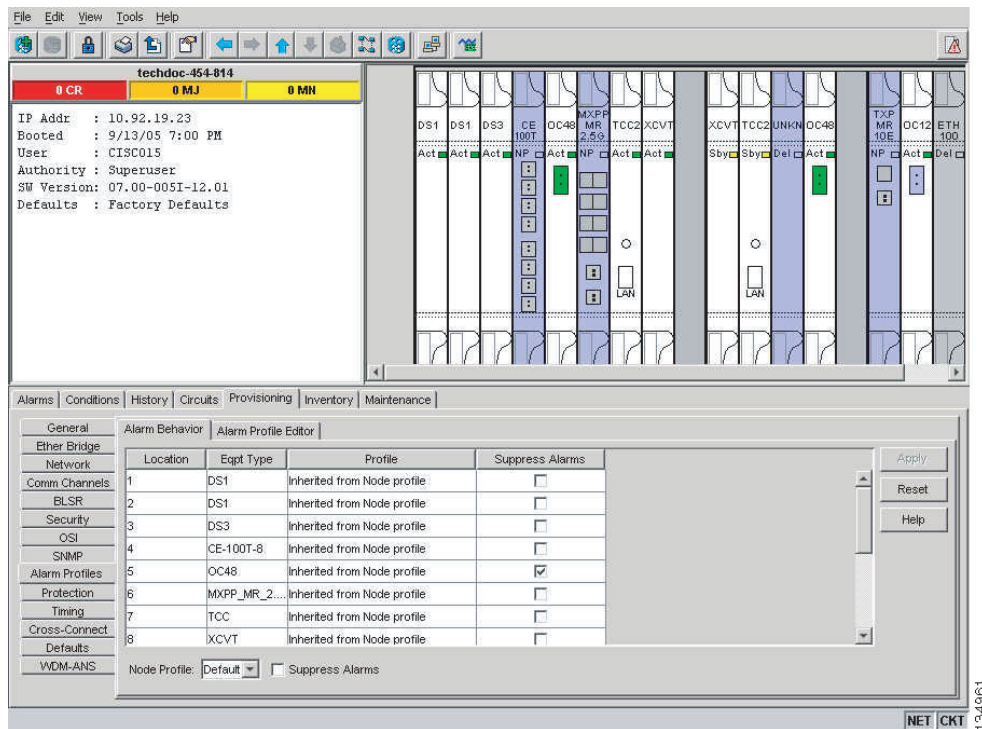 File Edit View Tools Help
techdoc-454-814
0 CR 0 MJ 0 MN
IP Addr : 10.92.19.23
Booted : 9/13/05 7:00 PM
User : CISCO15
Authority : Superuser
SW Version: 07.00-005I-12.01
Defaults : Factory Defaults
DS1 DS1 DS3 CE 100T OC48 MXPP MR 2.5G TCC2 XCVT XCVT TCC2 UNKN OC48 TXP MR 10E OC12 ETH 100
Act Act Act NP Act NP Act Act Sby Sby Del Act NP Act Del
LAN LAN
Alarms Conditions History Circuits Provisioning Inventory Maintenance
General
Ether Bridge
Network
Comm Channels
BLSR
Security
OSI
SNMP
Alarm Profiles
Protection
Timing
Cross-Connect
Defaults
WDM-ANS
Alarm Behavior Alarm Profile Editor
Location Eqpt Type Profile Suppress Alarms
1 DS1 Inherited from Node profile
2 DS1 Inherited from Node profile
3 DS3 Inherited from Node profile
4 CE-100T-8 Inherited from Node profile
5 OC48 Inherited from Node profile
6 MXPP_MR_2.... Inherited from Node profile
7 TCC Inherited from Node profile
8 XCVT Inherited from Node profile
Node Profile: Default Suppress Alarms
Apply
Reset
Help
NET CKT
134961